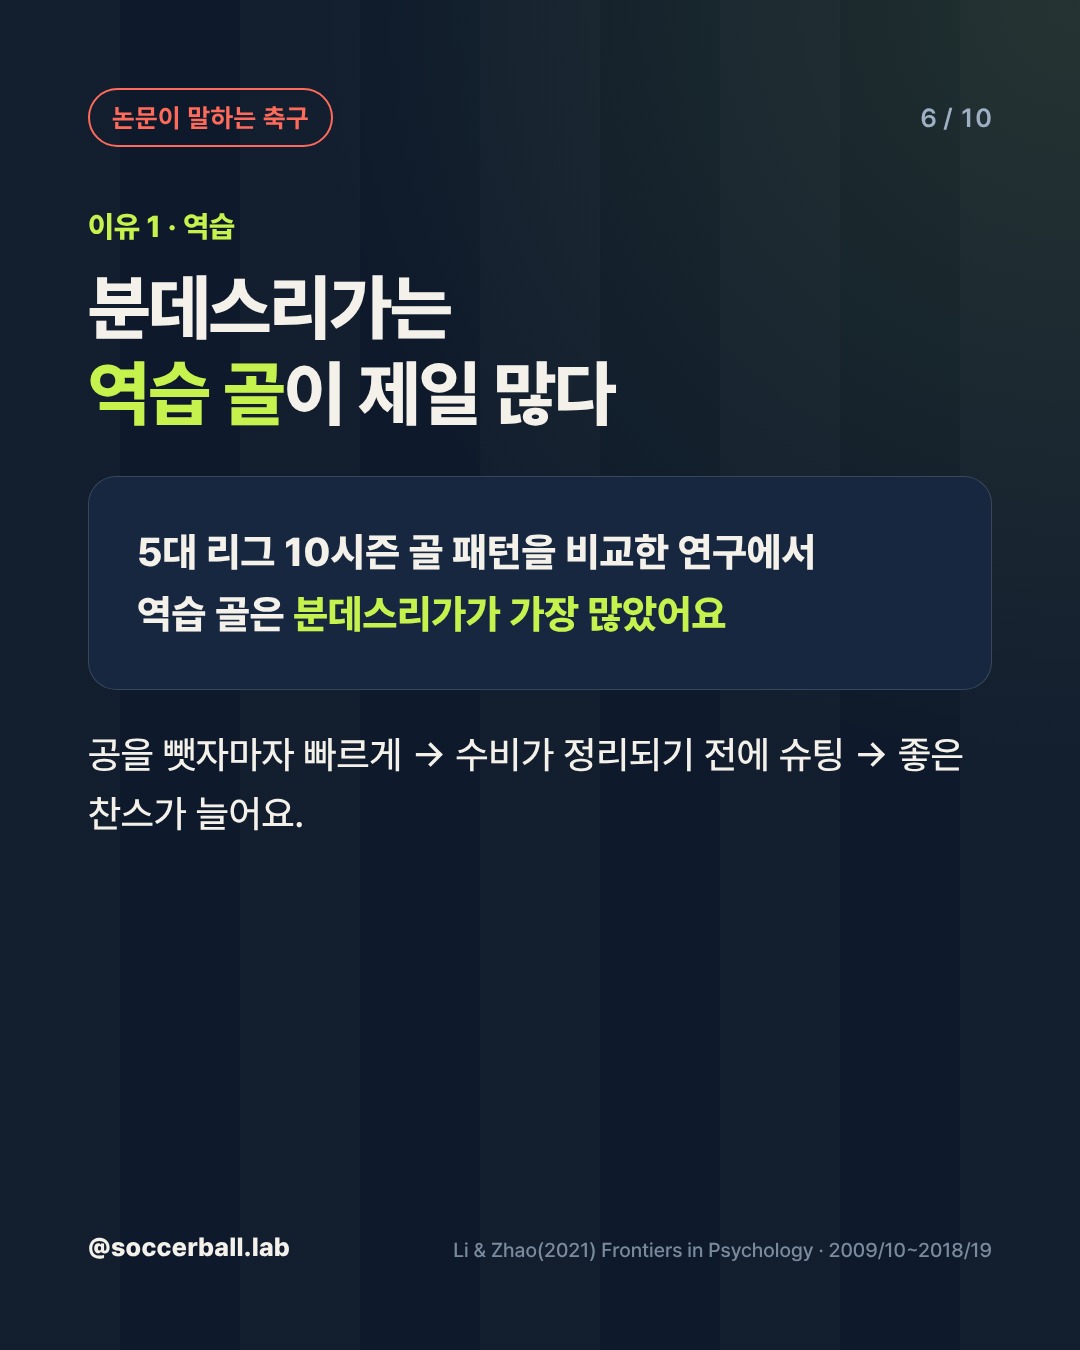 논문이 말하는 축구
6 / 10
이유 1 · 역습
분데스리가는
역습 골이 제일 많다
5대 리그 10시즌 골 패턴을 비교한 연구에서
역습 골은 분데스리가가 가장 많았어요
공을 뺏자마자 빠르게 → 수비가 정리되기 전에 슈팅 → 좋은
찬스가 늘어요.
@soccerball.lab
Li & Zhao(2021) Frontiers in Psychology · 2009/10~2018/19